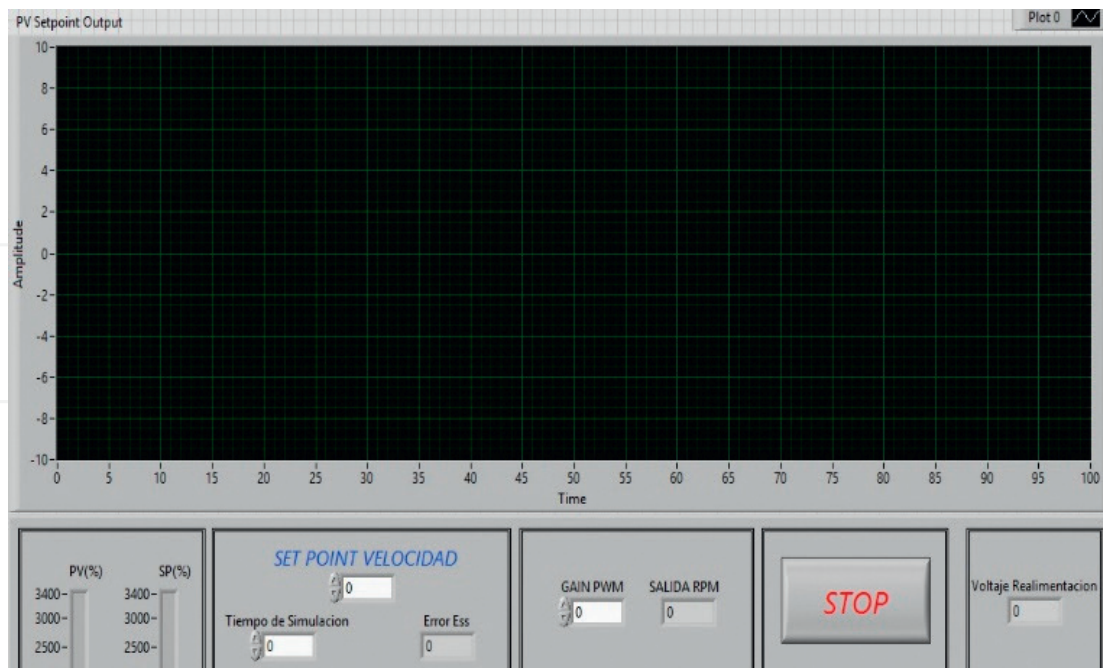 PV Setpoint Output
Plot 0
10
8
6
4
2
0
-2
-4
-6
-8
-10
Amplitude
0 5 10 15 20 25 30 35 40 45 50 55 60 65 70 75 80 85 90 95 100
Time
PV(%) SP(%)
3400 3400
3000 3000
2500 2500
SET POINT VELOCIDAD
0
Tiempo de Simulacion Error Ess
0 0
GAIN PWM SALIDA RPM
0 0
STOP
Voltaje Realimentacion
0